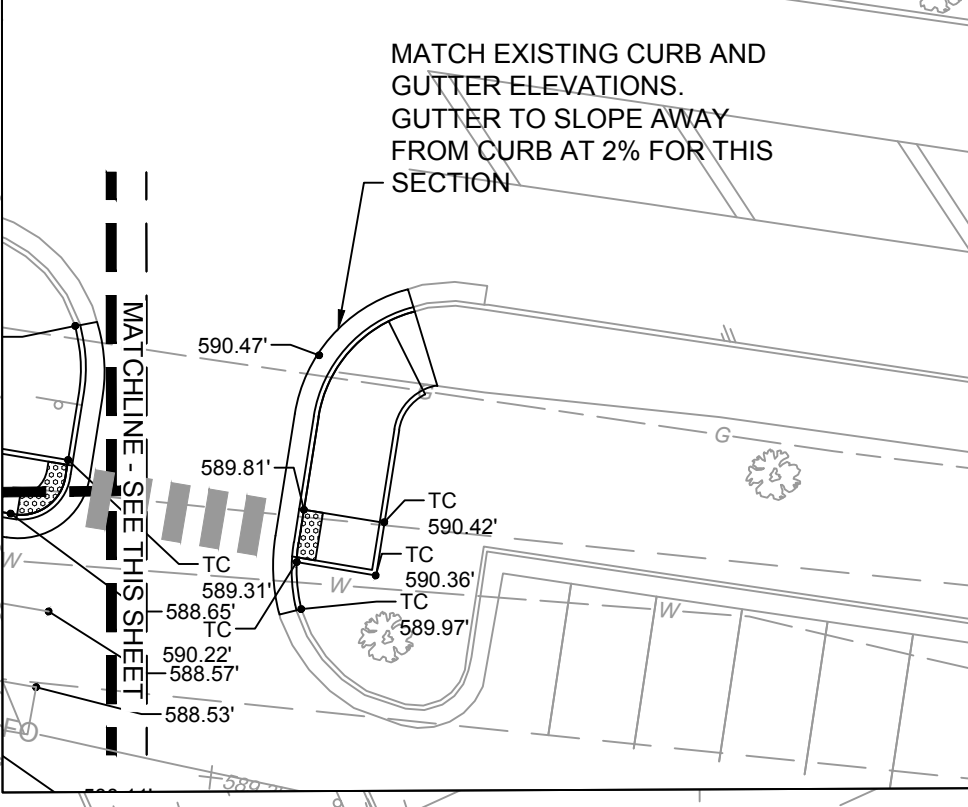 MATCH EXISTING CURB AND
GUTTER ELEVATIONS.
GUTTER TO SLOPE AWAY
FROM CURB AT 2% FOR THIS
SECTION
MATCHLINE - SEE THIS SHEET
590.47'
G
G
589.81'
TC
590.42'
TC
590.36'
TC
589.97'
W
W
W
TC
589.31'
588.65'
TC
590.22'
588.57'
588.53'
FO